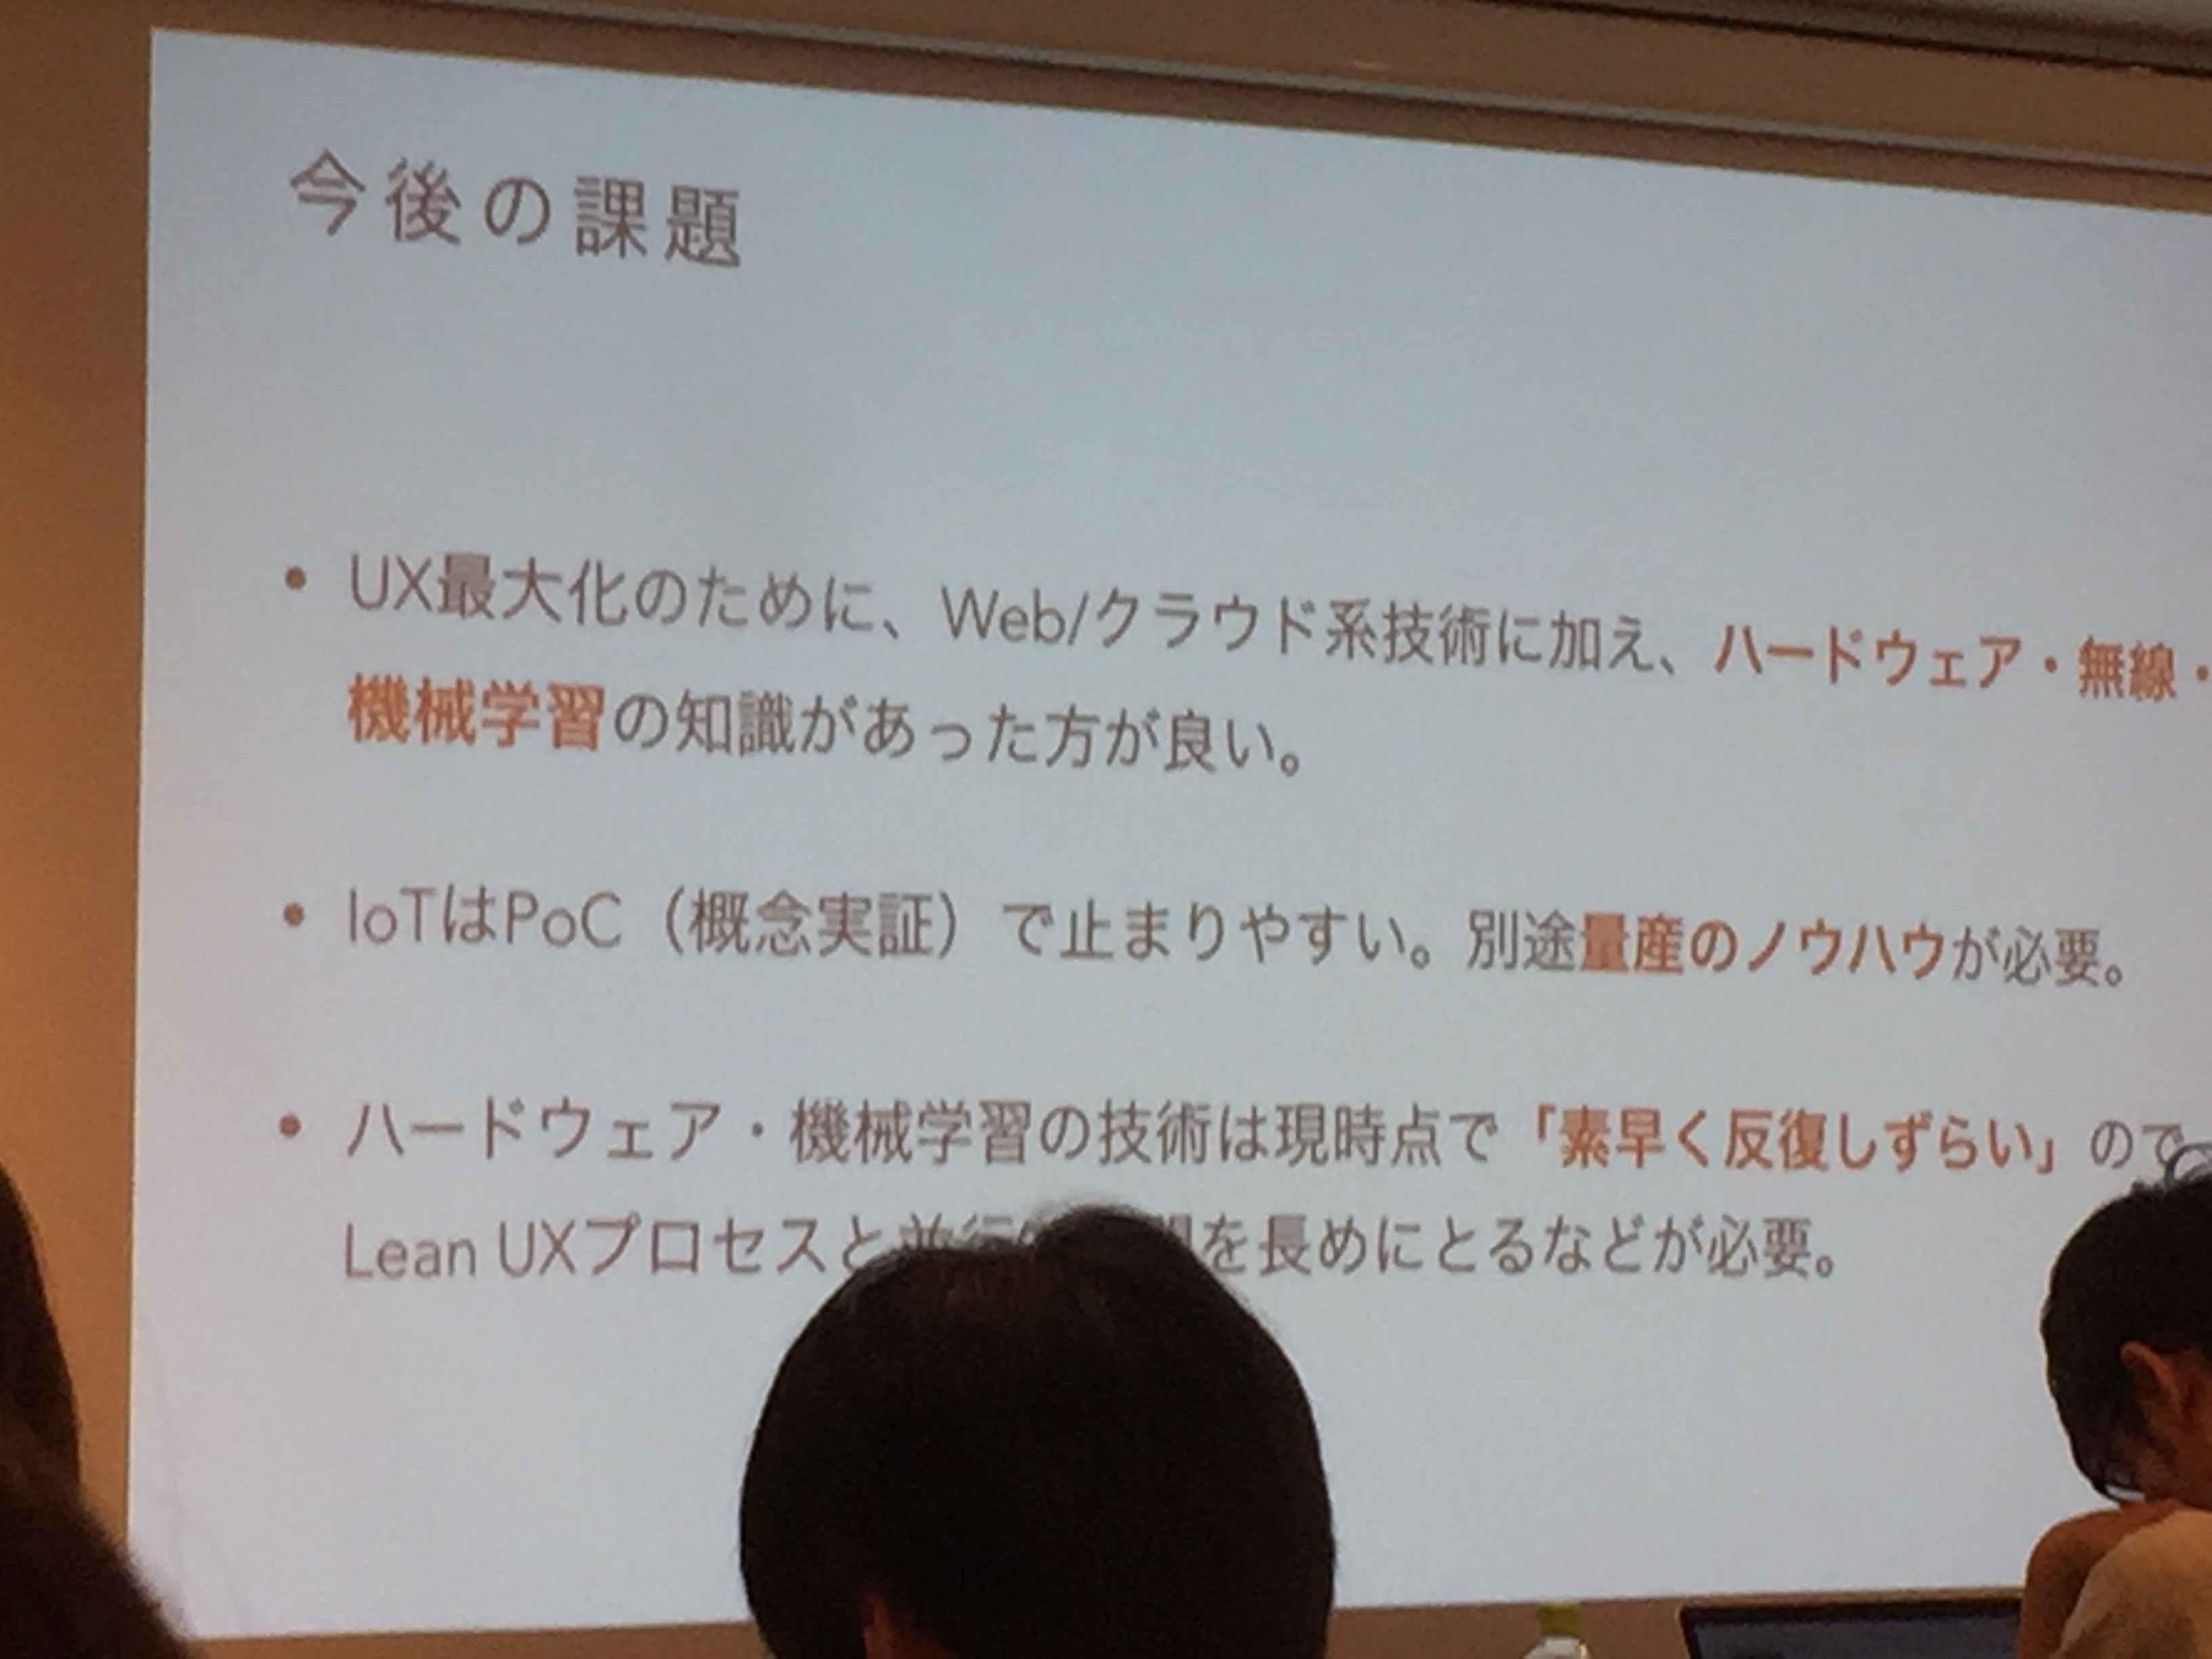 今後の課題
• UX最大化のために、Web/クラウド系技術に加え、ハードウェア・無線・
機械学習の知識があった方が良い。
• IoTはPoC（概念実証）で止まりやすい。別途量産のノウハウが必要。
• ハードウェア・機械学習の技術は現時点で「素早く反復しずらい」ので
Lean UXプロセスと並行 を長めにとるなどが必要。